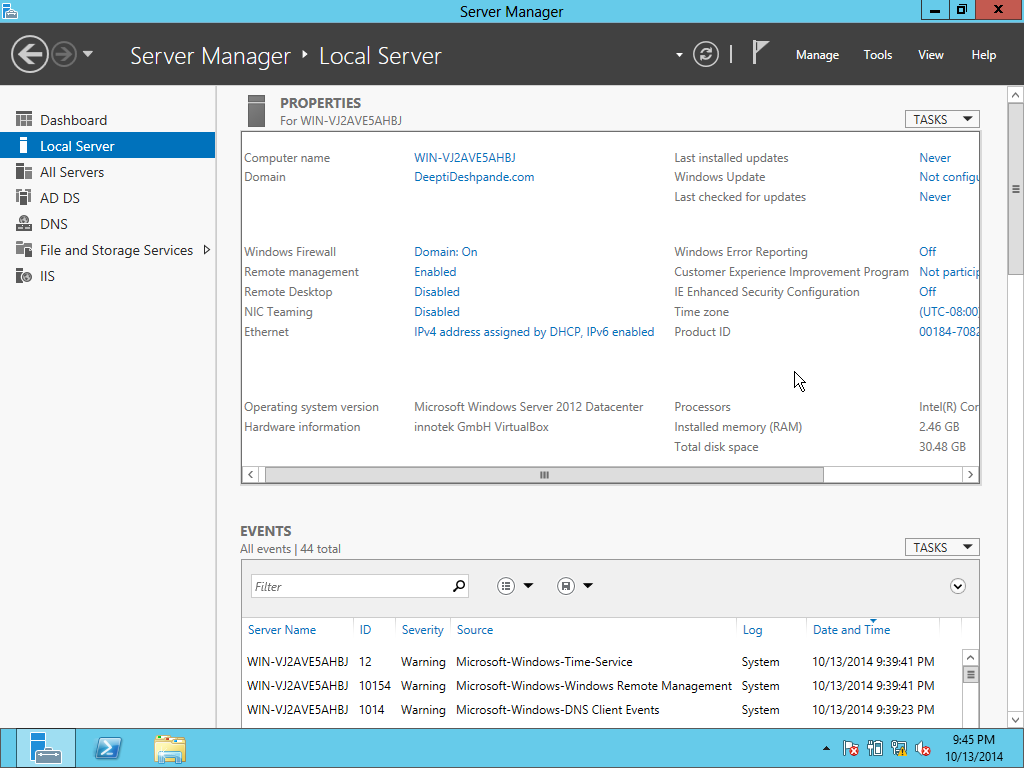 Server Manager
Server Manager • Local Server
Manage Tools View Help
Dashboard
Local Server
All Servers
AD DS
DNS
File and Storage Services
IIS
PROPERTIES
For WIN-VJ2AVE5AHBJ
TASKS
Computer name WIN-VJ2AVE5AHBJ Last installed updates Never
Domain DeeptiDeshpande.com Windows Update Not configu
Last checked for updates Never
Windows Firewall Domain: On Windows Error Reporting Off
Remote management Enabled Customer Experience Improvement Program Not particip
Remote Desktop Disabled IE Enhanced Security Configuration Off
NIC Teaming Disabled Time zone (UTC-08:00)
Ethernet IPv4 address assigned by DHCP, IPv6 enabled Product ID 00184-7082
Operating system version Microsoft Windows Server 2012 Datacenter Processors Intel(R) Cor
Hardware information innotek GmbH VirtualBox Installed memory (RAM) 2.46 GB
Total disk space 30.48 GB
EVENTS
All events | 44 total
TASKS
Filter
Server Name ID Severity Source Log Date and Time
WIN-VJ2AVE5AHBJ 12 Warning Microsoft-Windows-Time-Service System 10/13/2014 9:39:41 PM
WIN-VJ2AVE5AHBJ 10154 Warning Microsoft-Windows-Windows Remote Management System 10/13/2014 9:39:41 PM
WIN-VJ2AVE5AHBJ 1014 Warning Microsoft-Windows-DNS Client Events System 10/13/2014 9:39:23 PM
9:45 PM
10/13/2014